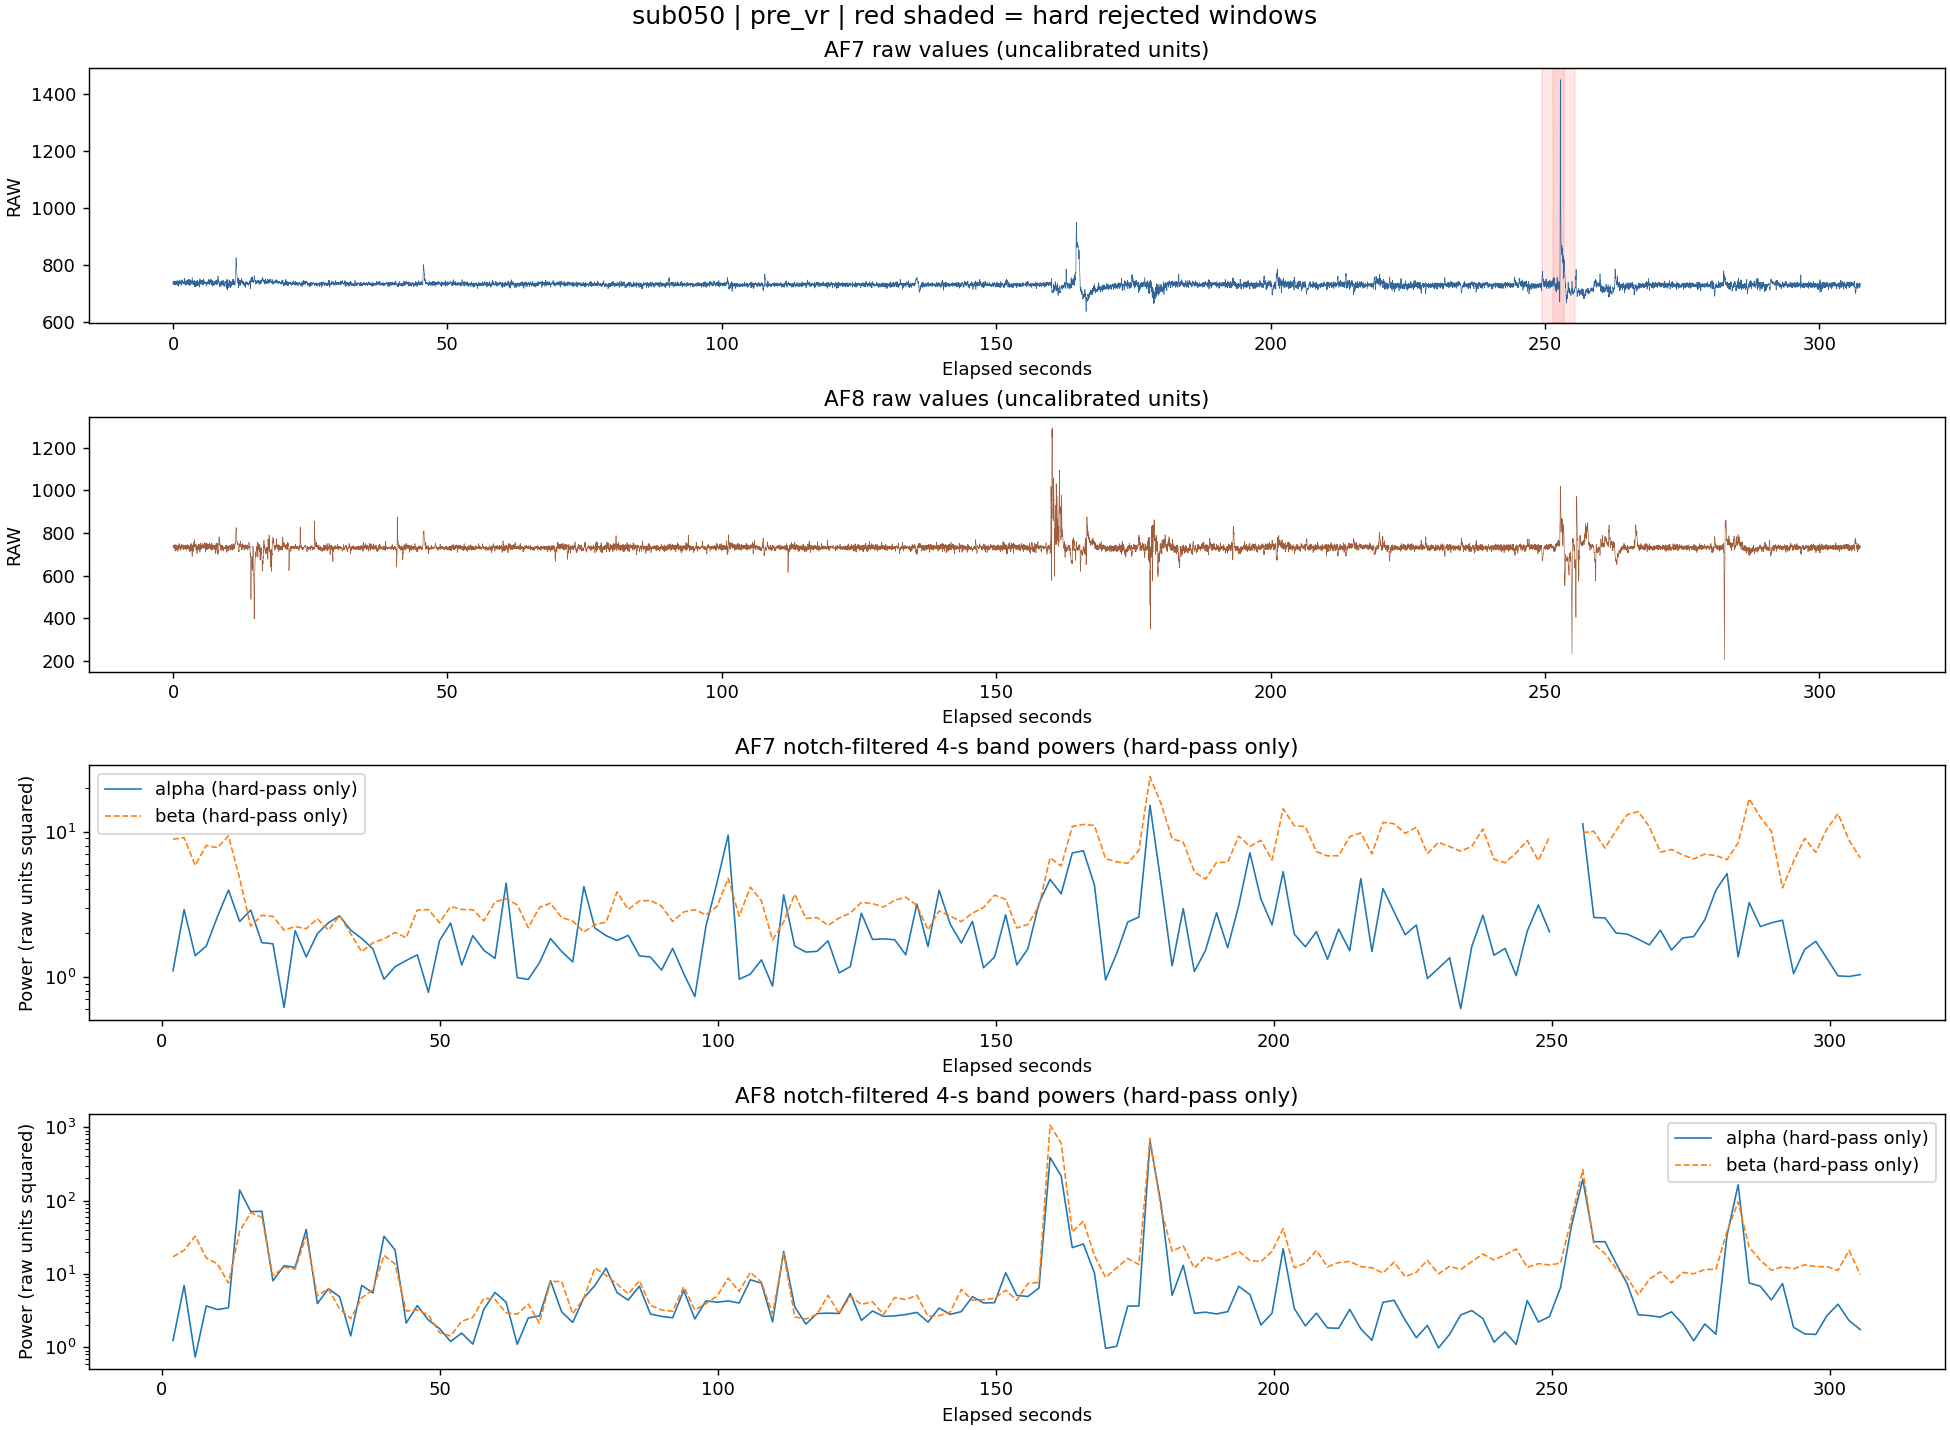 sub050 | pre_vr | red shaded = hard rejected windows
AF7 raw values (uncalibrated units)
RAW
1400
1200
1000
800
600
0 50 100 150 200 250 300
Elapsed seconds
AF8 raw values (uncalibrated units)
RAW
1200
1000
800
600
400
200
0 50 100 150 200 250 300
Elapsed seconds
AF7 notch-filtered 4-s band powers (hard-pass only)
Power (raw units squared)
alpha (hard-pass only)
beta (hard-pass only)
10¹
10⁰
0 50 100 150 200 250 300
Elapsed seconds
AF8 notch-filtered 4-s band powers (hard-pass only)
Power (raw units squared)
alpha (hard-pass only)
beta (hard-pass only)
10³
10²
10¹
10⁰
0 50 100 150 200 250 300
Elapsed seconds